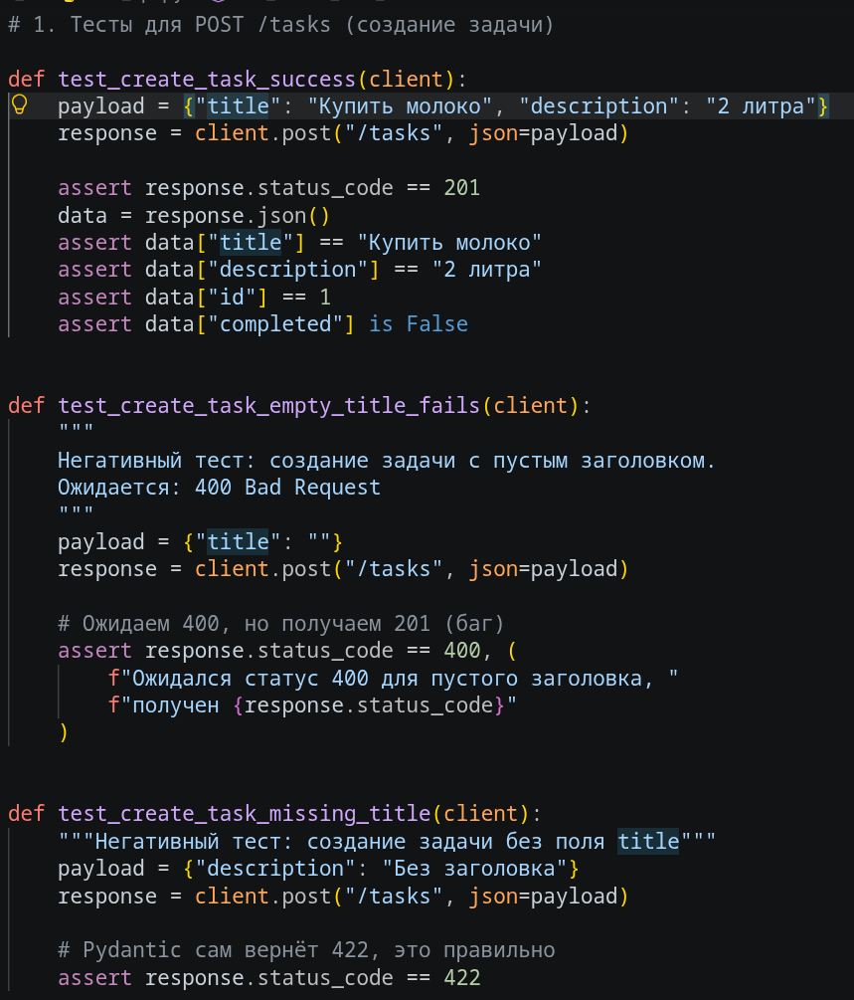 # 1. Тесты для POST /tasks (создание задачи)
def test_create_task_success(client):
payload = {"title": "Купить молоко", "description": "2 литра"}
response = client.post("/tasks", json=payload)
assert response.status_code == 201
data = response.json()
assert data["title"] == "Купить молоко"
assert data["description"] == "2 литра"
assert data["id"] == 1
assert data["completed"] is False
def test_create_task_empty_title_fails(client):
"""
Негативный тест: создание задачи с пустым заголовком.
Ожидается: 400 Bad Request
"""
payload = {"title": ""}
response = client.post("/tasks", json=payload)
# Ожидаем 400, но получаем 201 (баг)
assert response.status_code == 400, (
f"Ожидался статус 400 для пустого заголовка, "
f"получен {response.status_code}"
)
def test_create_task_missing_title(client):
"""Негативный тест: создание задачи без поля title"""
payload = {"description": "Без заголовка"}
response = client.post("/tasks", json=payload)
# Pydantic сам вернёт 422, это правильно
assert response.status_code == 422